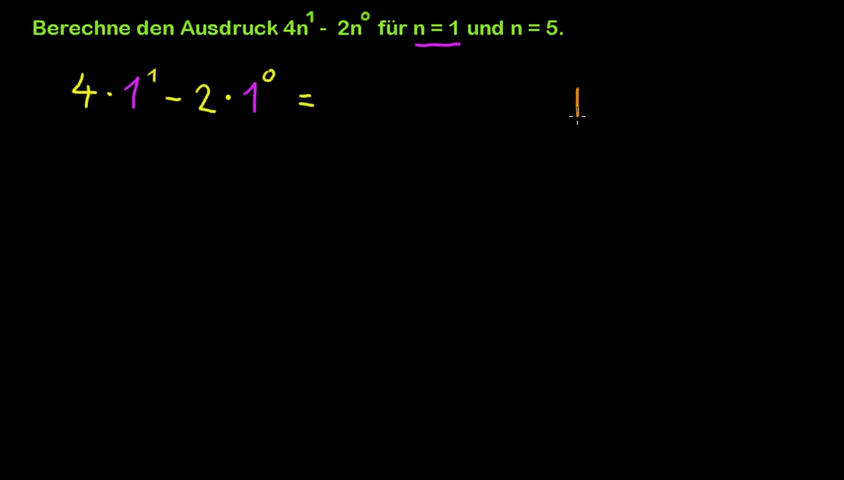 Berechne den Ausdruck 4n¹ - 2n⁰ für n = 1 und n = 5.
4 · 1¹ - 2 · 1⁰ =